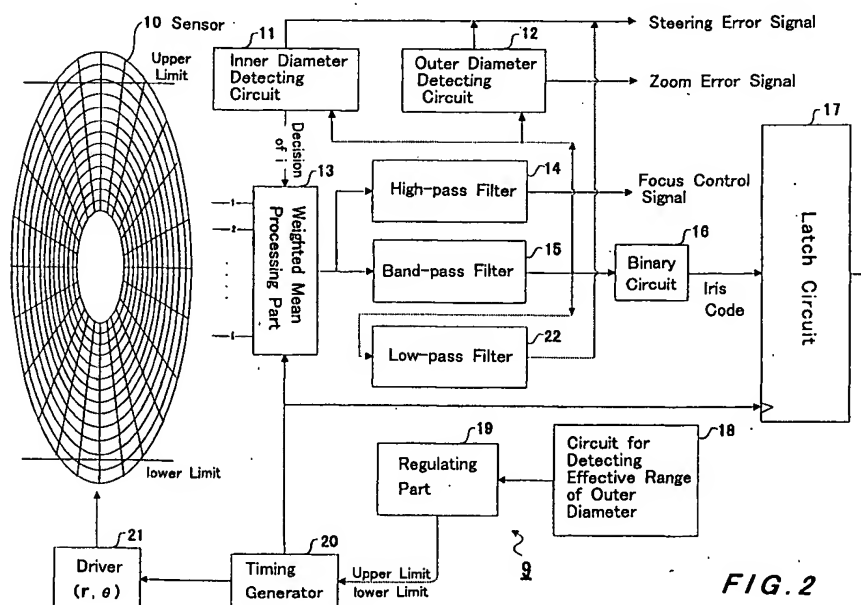 10 Sensor
Upper
Limit
11
Inner Diameter
Detecting
Circuit
12
Outer Diameter
Detecting
Circuit
Steering Error Signal
Zoom Error Signal
Decision
of i
13
Weighted Mean
Processing Part
1
2
14
High-pass Filter
Focus Control
Signal
15
Band-pass Filter
16
Binary
Circuit
Iris
Code
17
Latch Circuit
22
Low-pass Filter
lower Limit
19
Regulating
Part
18
Circuit for
Detecting
Effective Range
of Outer
Diameter
21
Driver
(r, θ)
20
Timing
Generator
Upper Limit
lower Limit
9
FIG.2